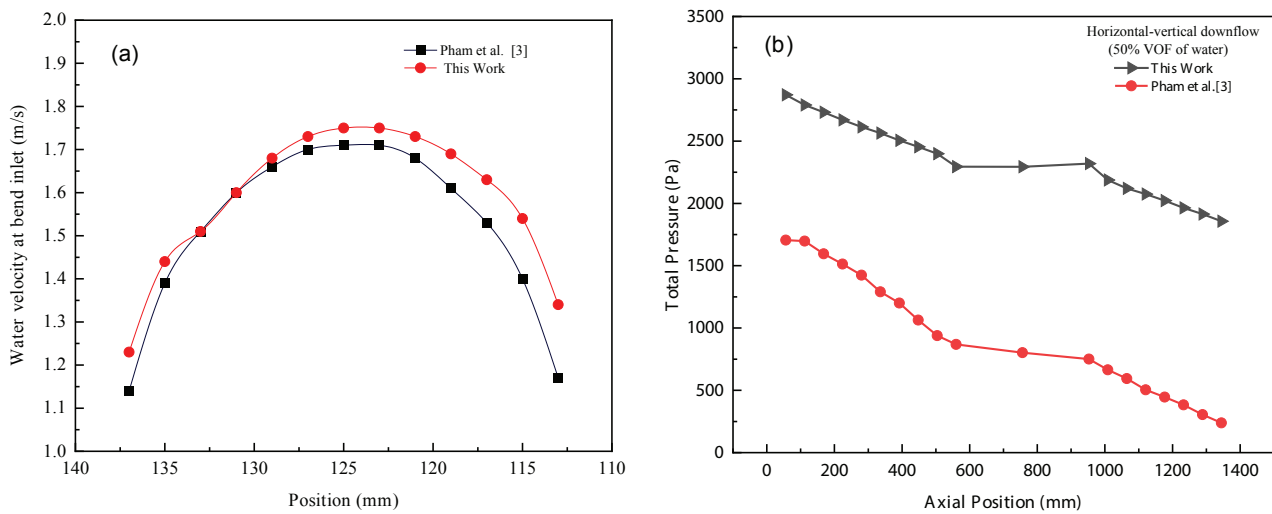 (a)
Pham et al. [3]
This Work
2.0
1.9
1.8
1.7
1.6
1.5
1.4
1.3
1.2
1.1
1.0
Water velocity at bend inlet (m/s)
140 135 130 125 120 115 110
Position (mm)
(b)
Horizontal-vertical downflow
(50% VOF of water)
This Work
Pham et al.[3]
3500
3000
2500
2000
1500
1000
500
0
Total Pressure (Pa)
0 200 400 600 800 1000 1200 1400
Axial Position (mm)